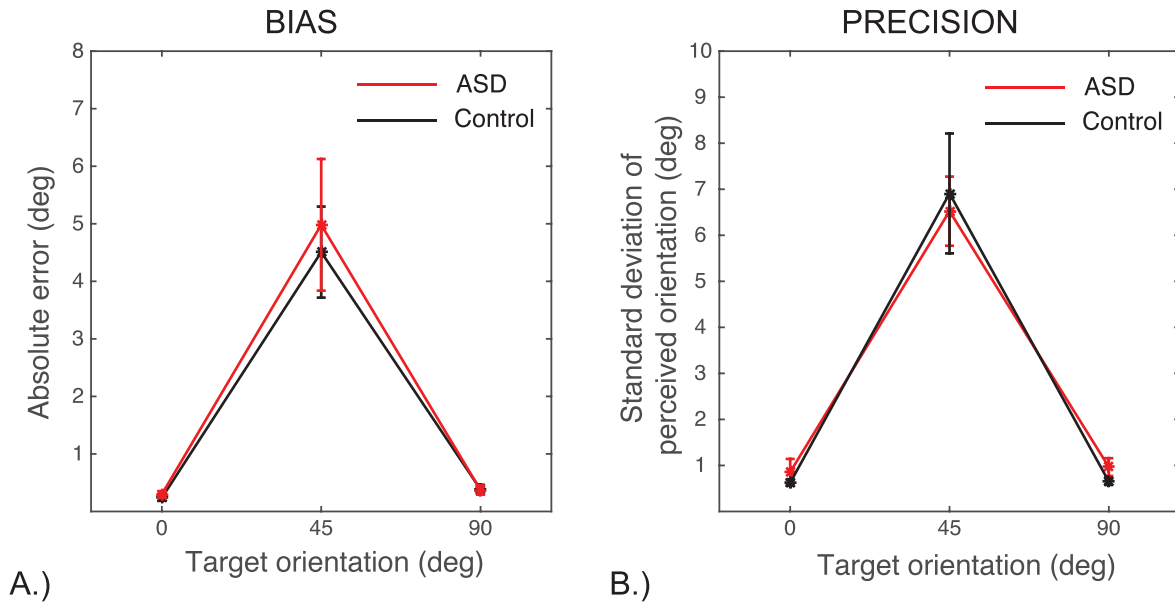 BIAS
8
7
6
5
4
3
2
1
Absolute error (deg)
ASD
Control
0
45
90
Target orientation (deg)
A.)
PRECISION
10
9
8
7
6
5
4
3
2
1
Standard deviation of
perceived orientation (deg)
ASD
Control
0
45
90
Target orientation (deg)
B.)